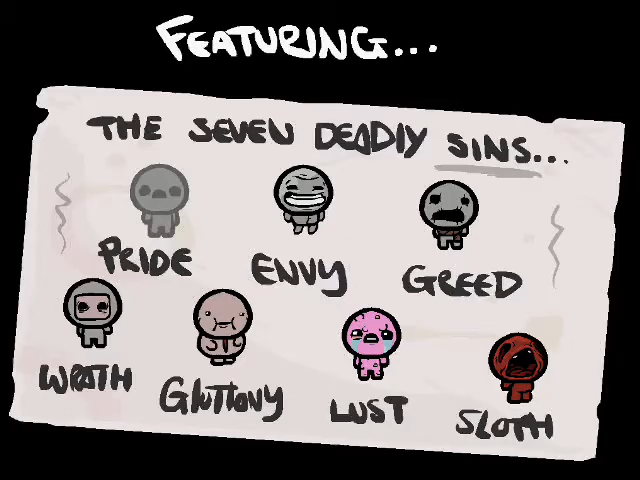 FEATURING...
THE SEVEN DEADLY SINS...
PRIDE ENVY GREED
WRATH GluTTONY LUST SLOTH